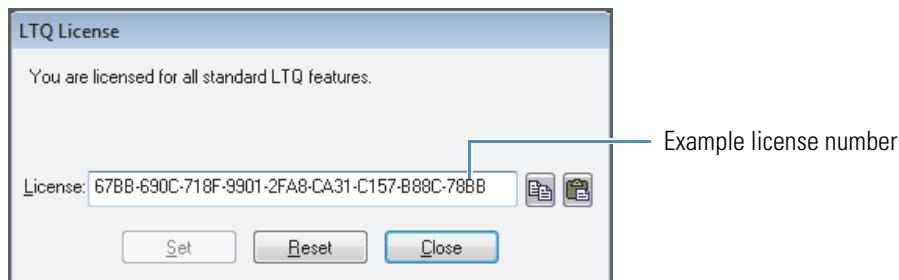 LTQ License
You are licensed for all standard LTQ features.
Example license number
License: 67BB-690C-718F-9901-2FA8-CA31-C157-B88C-78BB
Set Reset Close